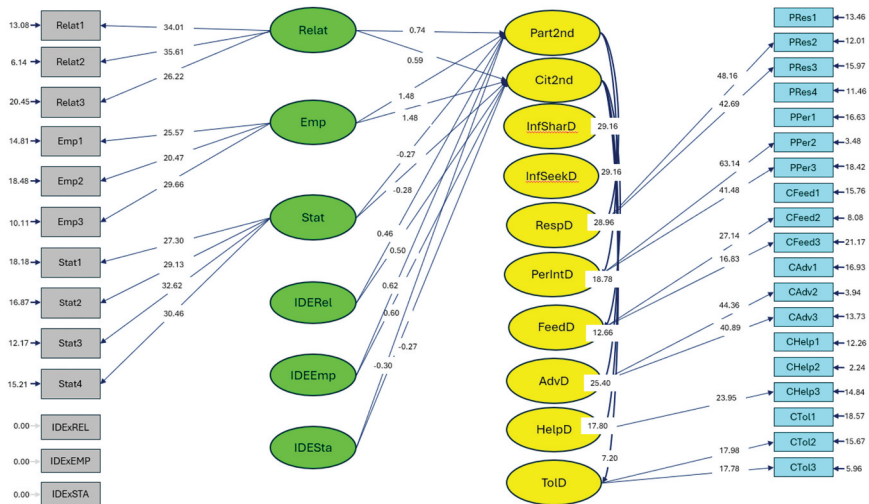 13.08
Relat1
34.01
Relat
0.74
Part2nd
PRes1
13.46
6.14
Relat2
35.61
0.59
Cit2nd
PRes2
12.01
20.45
Relat3
26.22
PRes3
15.97
48.16
PRes4
11.46
14.81
Emp1
25.57
Emp
1.48
1.48
InfSharD
29.16
42.69
PPer1
16.63
18.48
Emp2
20.47
PPer2
3.48
10.11
Emp3
29.66
-0.27
-0.28
InfSeekD
29.16
63.14
PPer3
18.42
41.48
CFeed1
15.76
18.18
Stat1
27.30
Stat
RespD
28.96
CFeed2
8.08
27.14
16.87
Stat2
29.13
0.46
0.50
PerIntD
18.78
CFeed3
21.17
16.83
CAdv1
16.93
12.17
Stat3
32.62
IDERel
0.62
0.60
FeedD
12.66
CAdv2
3.94
44.36
15.21
Stat4
30.46
CAdv3
13.73
40.89
CHelp1
12.26
IDEEmp
-0.27
-0.30
AdvD
25.40
CHelp2
2.24
CHelp3
14.84
23.95
0.00
IDExREL
IDESta
HelpD
17.80
CTol1
18.57
0.00
IDExEMP
7.20
CTol2
15.67
17.98
0.00
IDExSTA
TolD
CTol3
5.96
17.78